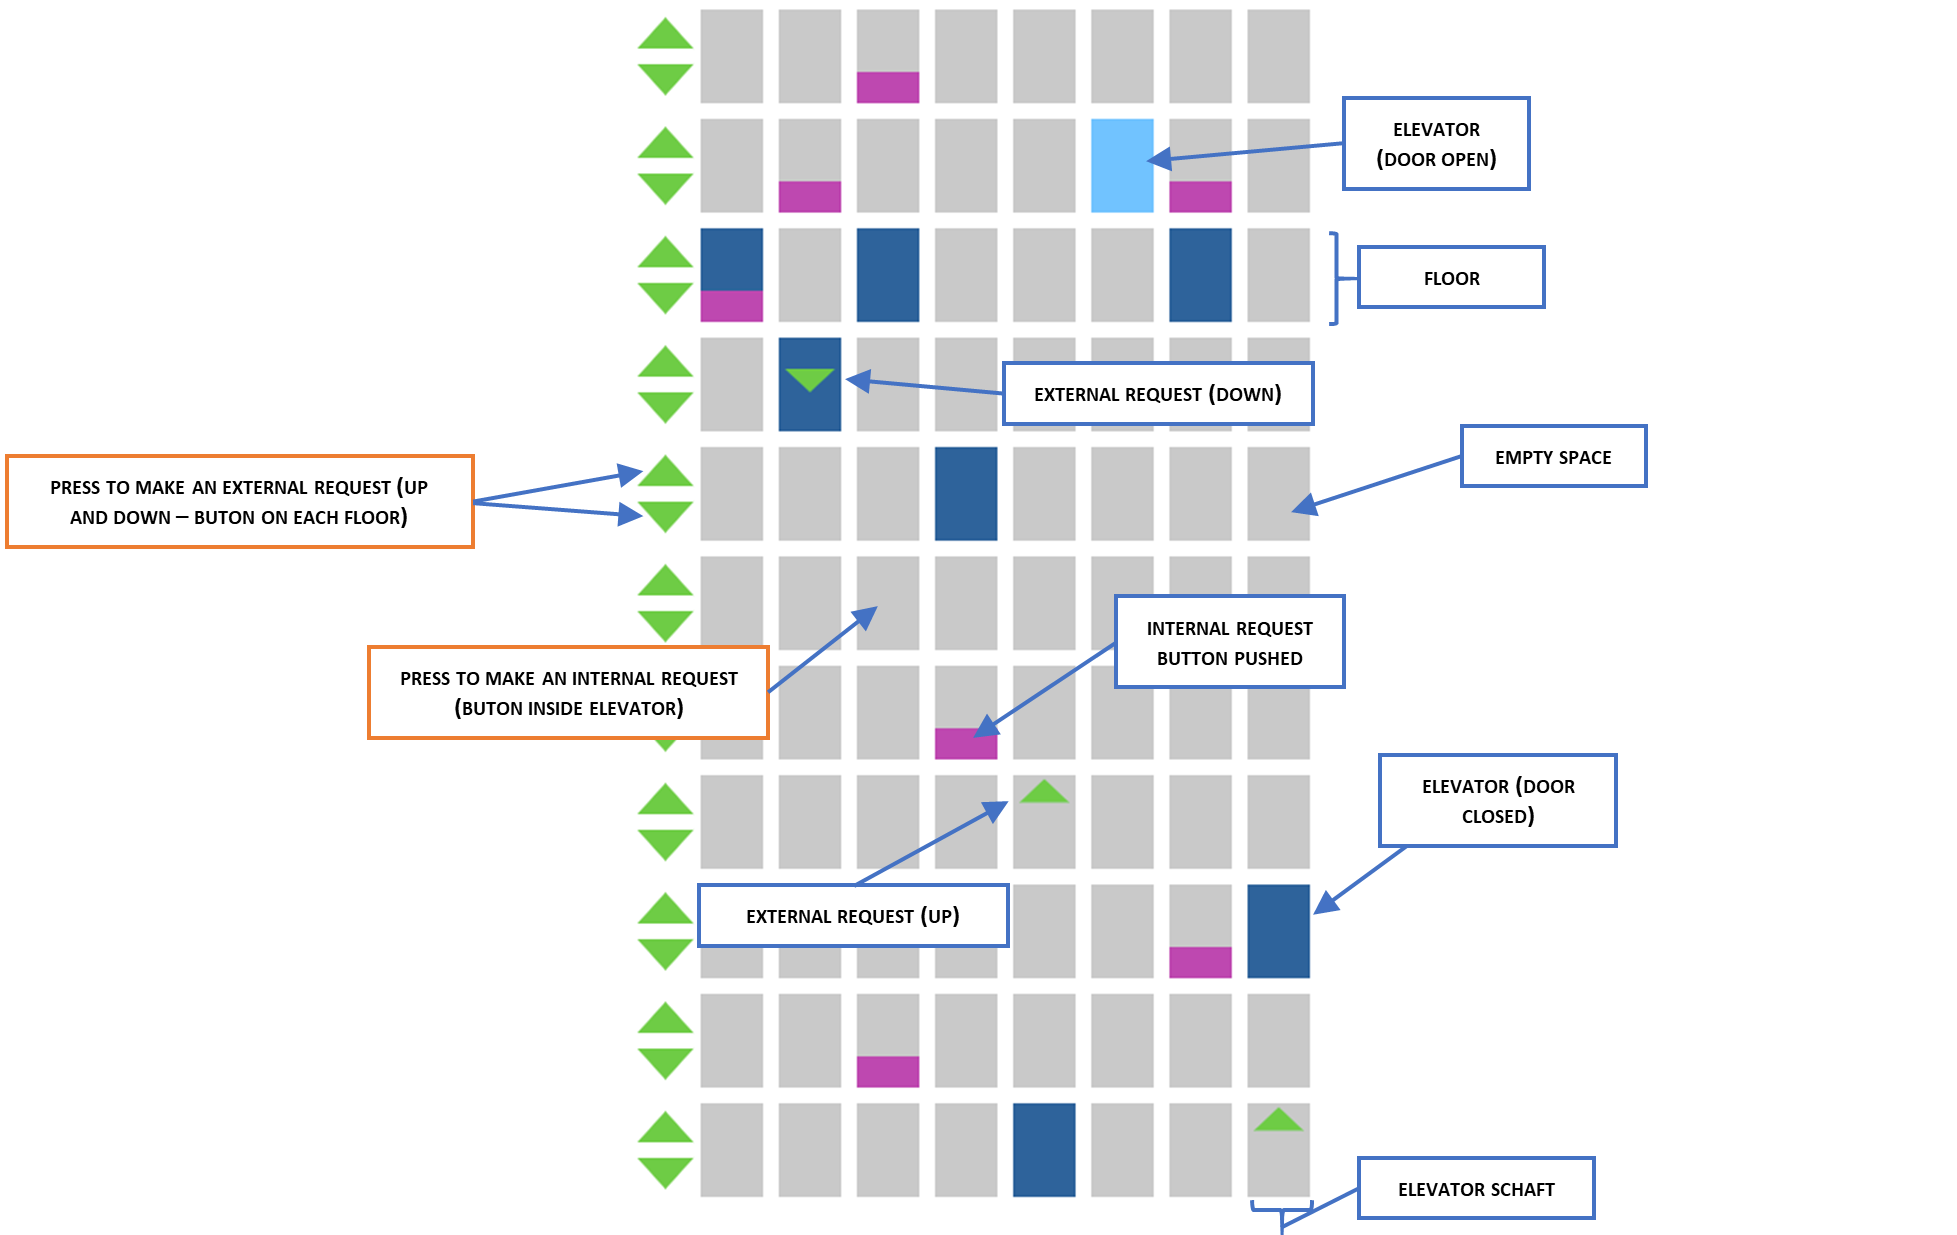 ELEVATOR
(DOOR OPEN)
FLOOR
EXTERNAL REQUEST (DOWN)
EMPTY SPACE
PRESS TO MAKE AN EXTERNAL REQUEST (UP
AND DOWN – BUTON ON EACH FLOOR)
INTERNAL REQUEST
BUTTON PUSHED
PRESS TO MAKE AN INTERNAL REQUEST
(BUTON INSIDE ELEVATOR)
ELEVATOR (DOOR
CLOSED)
EXTERNAL REQUEST (UP)
ELEVATOR SCHAFT